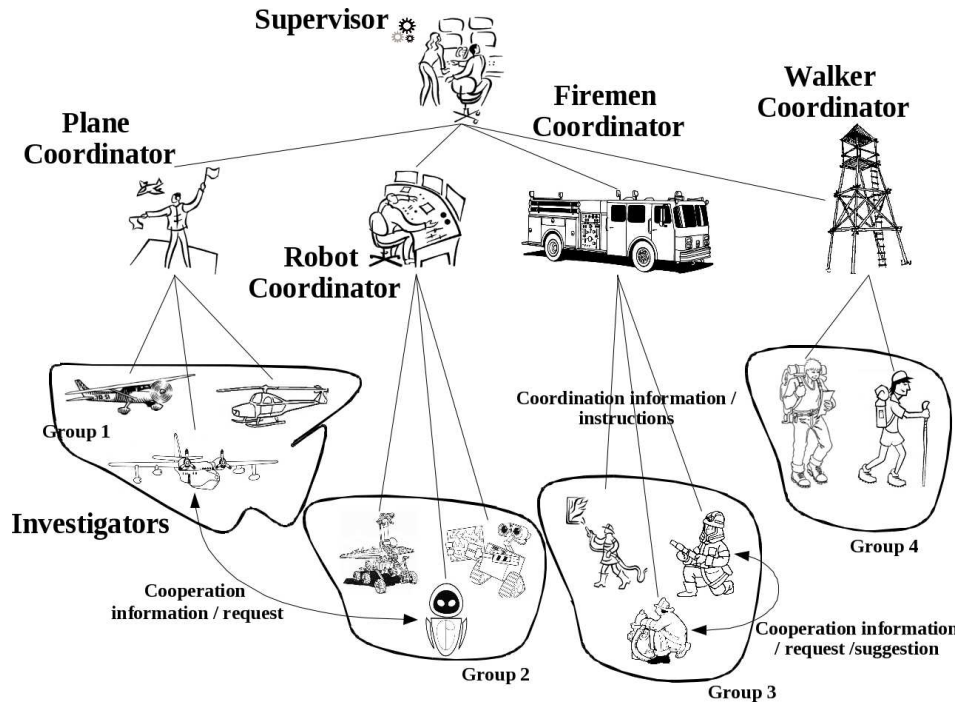 Supervisor
Plane
Coordinator
Robot
Coordinator
Firemen
Coordinator
Walker
Coordinator
Group 1
Investigators
Coordination information /
instructions
Cooperation
information / request
Group 2
Group 3
Group 4
Cooperation information
/ request /suggestion